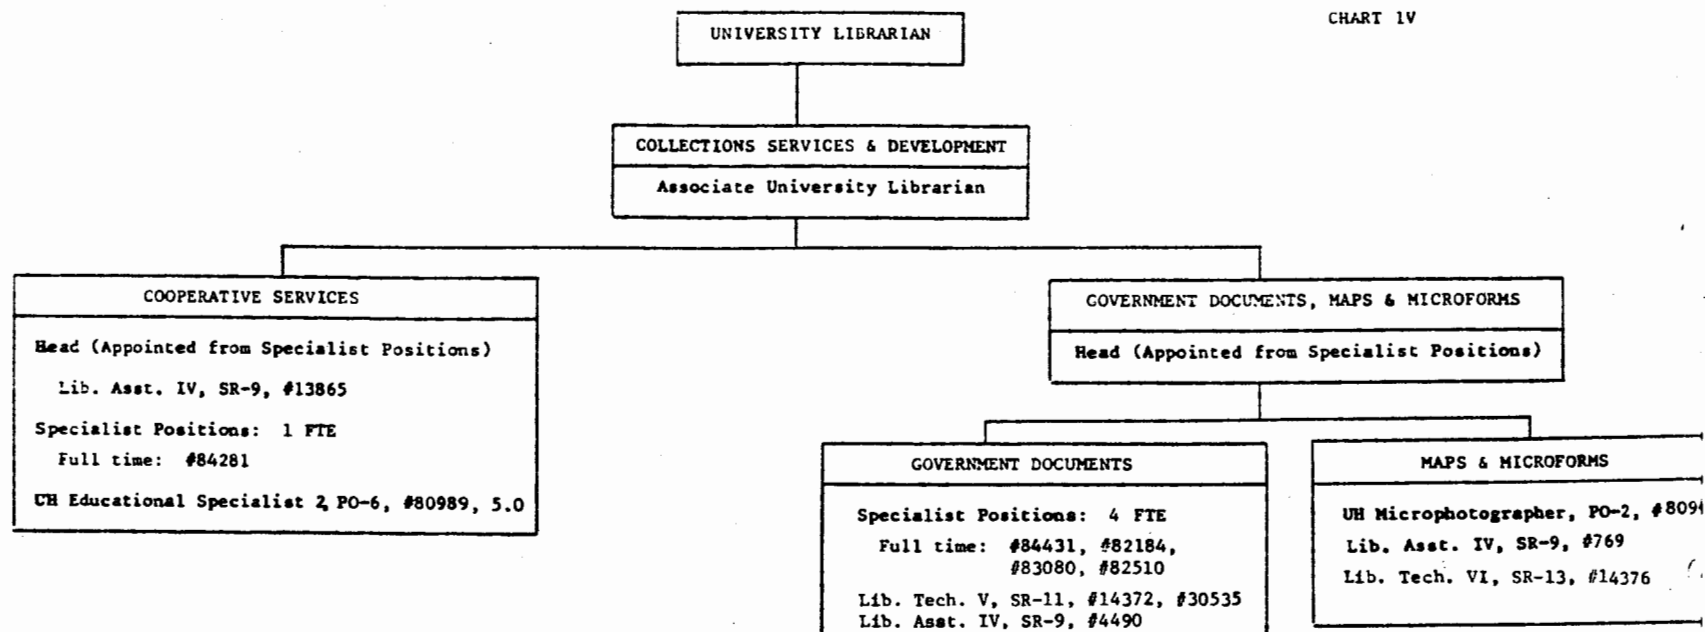 CHART 1V
UNIVERSITY LIBRARIAN
COLLECTIONS SERVICES & DEVELOPMENT
Associate University Librarian
COOPERATIVE SERVICES
Head (Appointed from Specialist Positions)
Lib. Asst. IV, SR-9, #13865
Specialist Positions: 1 FTE
Full time: #84281
UH Educational Specialist 2, PO-6, #80989, 5.0
GOVERNMENT DOCUMENTS, MAPS & MICROFORMS
Head (Appointed from Specialist Positions)
GOVERNMENT DOCUMENTS
Specialist Positions: 4 FTE
Full time: #84431, #82184,
#83080, #82510
Lib. Tech. V, SR-11, #14372, #30535
Lib. Asst. IV, SR-9, #4490
MAPS & MICROFORMS
UH Microphotographer, PO-2,
Lib. Asst. IV, SR-9, #769
Lib. Tech. VI, SR-13, #14376